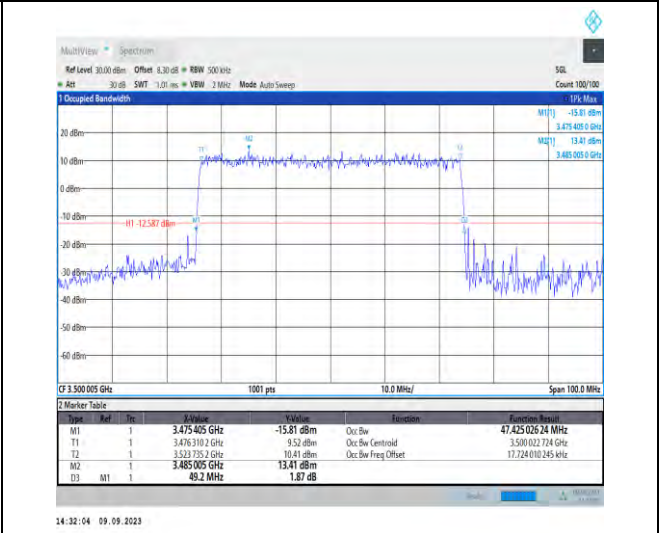 MultiView Spectrum
Ref Level 30.00 dBm Offset 8.30 dB RBW 500 kHz SGL
Att 30 dB SWT 1.01 ms VBW 2 MHz Mode Auto Sweep Count 100/100
1 Occupied Bandwidth 1Pk Max
M1[1] -15.81 dBm
3.475 405 0 GHz
M2[1] 13.41 dBm
3.485 005 0 GHz
20 dBm
M2
T1
10 dBm
0 dBm
-10 dBm
M1
H1 -12.587 dBm
-20 dBm
-30 dBm
-40 dBm
-50 dBm
-60 dBm
CF 3.500 005 GHz 1001 pts 10.0 MHz/ Span 100.0 MHz
2 Marker Table
Type Ref Trc X-Value Y-Value Function Function Result
M1 1 3.475 405 GHz -15.81 dBm Occ Bw 47.425 026 24 MHz
T1 1 3.476 310 2 GHz 9.52 dBm Occ Bw Centroid 3.500 022 724 GHz
T2 1 3.523 735 2 GHz 10.41 dBm Occ Bw Freq Offset 17.724 010 245 kHz
M2 1 3.485 005 GHz 13.41 dBm
D3 M1 1 49.2 MHz 1.87 dB
14:32:04 09.09.2023